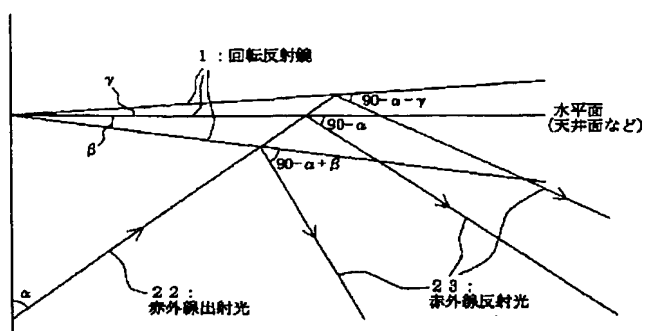 1:回転反射鏡
γ
90-α-γ
水平面
(天井面など)
90-α
β
90-α+β
α
22:
赤外線出射光
23:
赤外線反射光